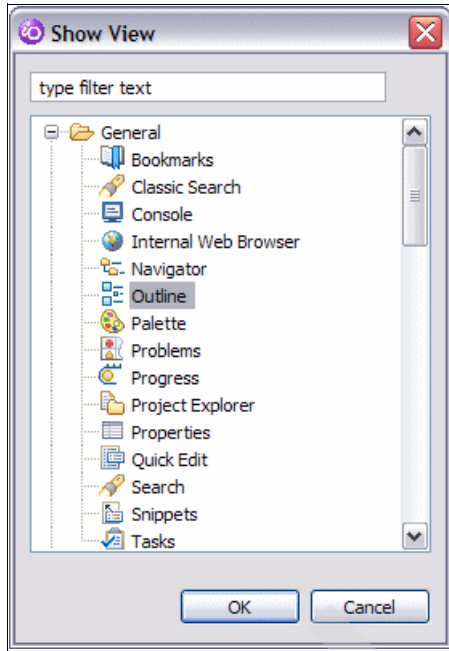 Show View
type filter text
General
Bookmarks
Classic Search
Console
Internal Web Browser
Navigator
Outline
Palette
Problems
Progress
Project Explorer
Properties
Quick Edit
Search
Snippets
Tasks
OK Cancel